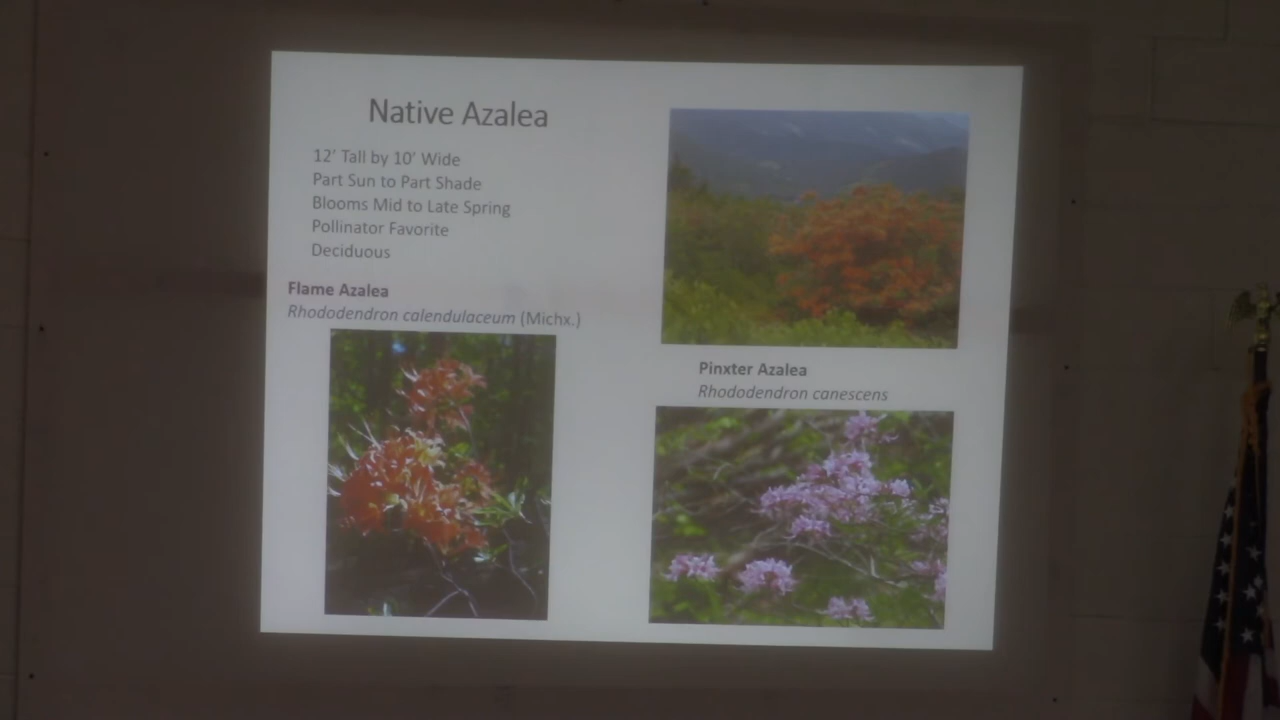 Native Azalea
12' Tall by 10' Wide
Part Sun to Part Shade
Blooms Mid to Late Spring
Pollinator Favorite
Deciduous
Flame Azalea
Rhododendron calendulaceum (Michx.)
Pinxter Azalea
Rhododendron canescens